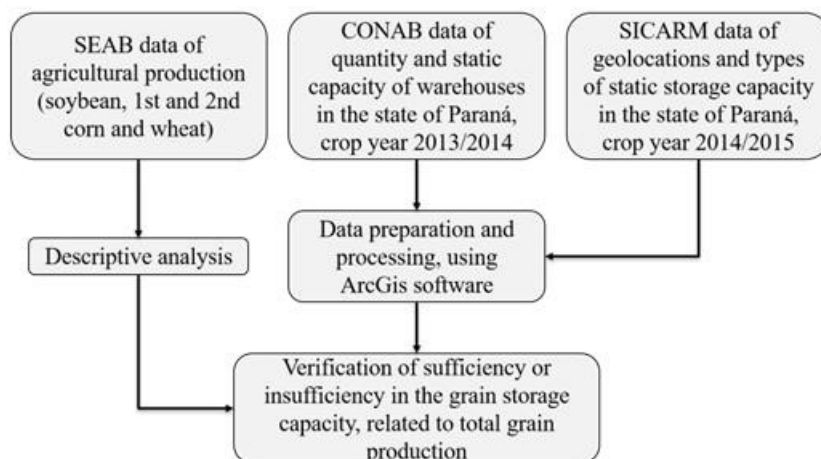 SEAB data of
agricultural production
(soybean, 1st and 2nd
corn and wheat)
CONAB data of
quantity and static
capacity of warehouses
in the state of Paraná,
crop year 2013/2014
SICARM data of
geolocations and types
of static storage capacity
in the state of Paraná,
crop year 2014/2015
Descriptive analysis
Data preparation and
processing, using
ArcGis software
Verification of sufficiency or
insufficiency in the grain storage
capacity, related to total grain
production